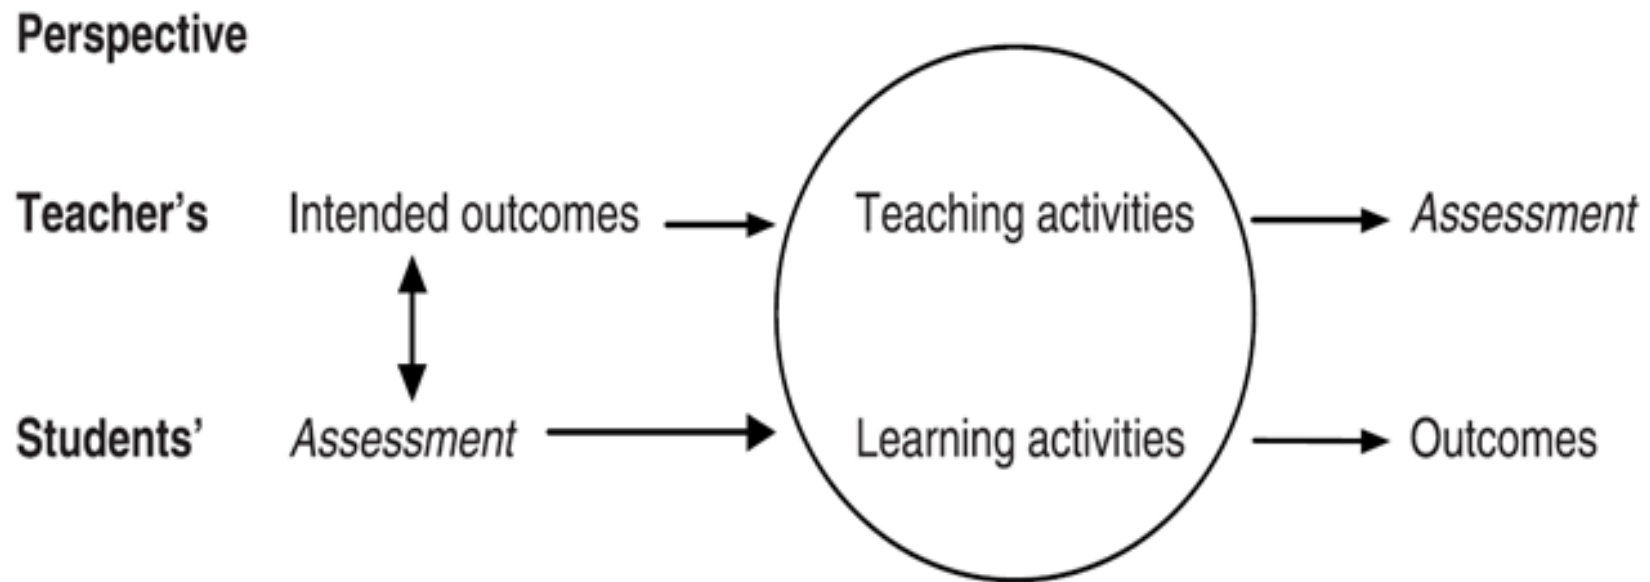 Perspective
Teacher’s Intended outcomes Teaching activities Assessment
Students’ Assessment Learning activities Outcomes